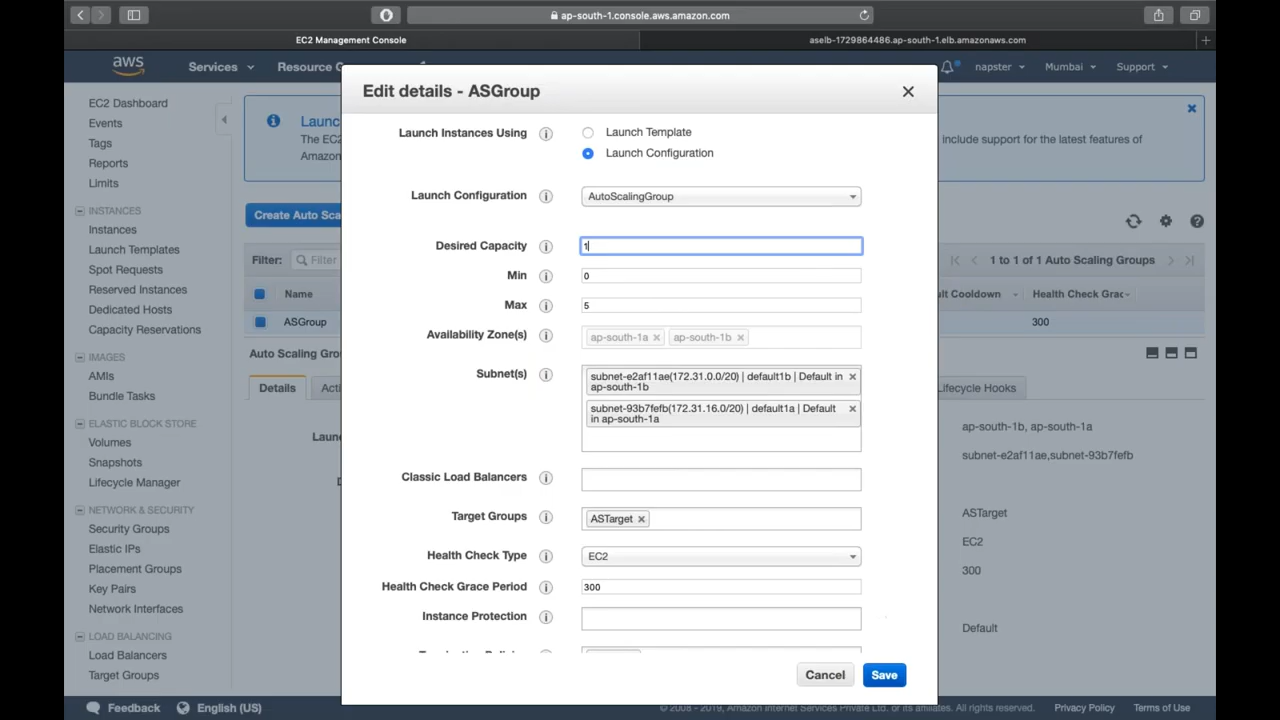 ap-south-1.console.aws.amazon.com
EC2 Management Console
aselb-1729864486.ap-south-1.elb.amazonaws.com
aws
Services
napster
Mumbai
Support
EC2 Dashboard
Events
Tags
Reports
Limits
INSTANCES
Instances
Launch Templates
Spot Requests
Reserved Instances
Dedicated Hosts
Capacity Reservations
IMAGES
AMIs
Bundle Tasks
ELASTIC BLOCK STORE
Volumes
Snapshots
Lifecycle Manager
NETWORK & SECURITY
Security Groups
Elastic IPs
Placement Groups
Key Pairs
Network Interfaces
LOAD BALANCING
Load Balancers
Target Groups
The EC2
include support for the latest features of
Amazon
Create Auto Sca
Filter:
Filter
1 to 1 of 1 Auto Scaling Groups
Name
lt Cooldown
Health Check Grac
ASGroup
300
Auto Scaling Gro
Details
Lifecycle Hooks
ap-south-1b, ap-south-1a
subnet-e2af11ae,subnet-93b7fefb
ASTarget
EC2
300
Default
Edit details - ASGroup
Launch Instances Using
Launch Template
Launch Configuration
Launch Configuration
AutoScalingGroup
Desired Capacity
1
Min
0
Max
5
Availability Zone(s)
ap-south-1a
ap-south-1b
Subnet(s)
subnet-e2af11ae(172.31.0.0/20) | default1b | Default in
ap-south-1b
subnet-93b7fefb(172.31.16.0/20) | default1a | Default
in ap-south-1a
Classic Load Balancers
Target Groups
ASTarget
Health Check Type
EC2
Health Check Grace Period
300
Instance Protection
Cancel
Save
Feedback
English (US)
© 2008 - 2019, Amazon Internet Services Private Ltd. or its affiliates. All rights reserved.
Privacy Policy
Terms of Use